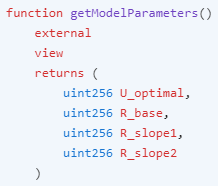 function getModelParameters()
external
view
returns (
uint256 U_optimal,
uint256 R_base,
uint256 R_slope1,
uint256 R_slope2
)